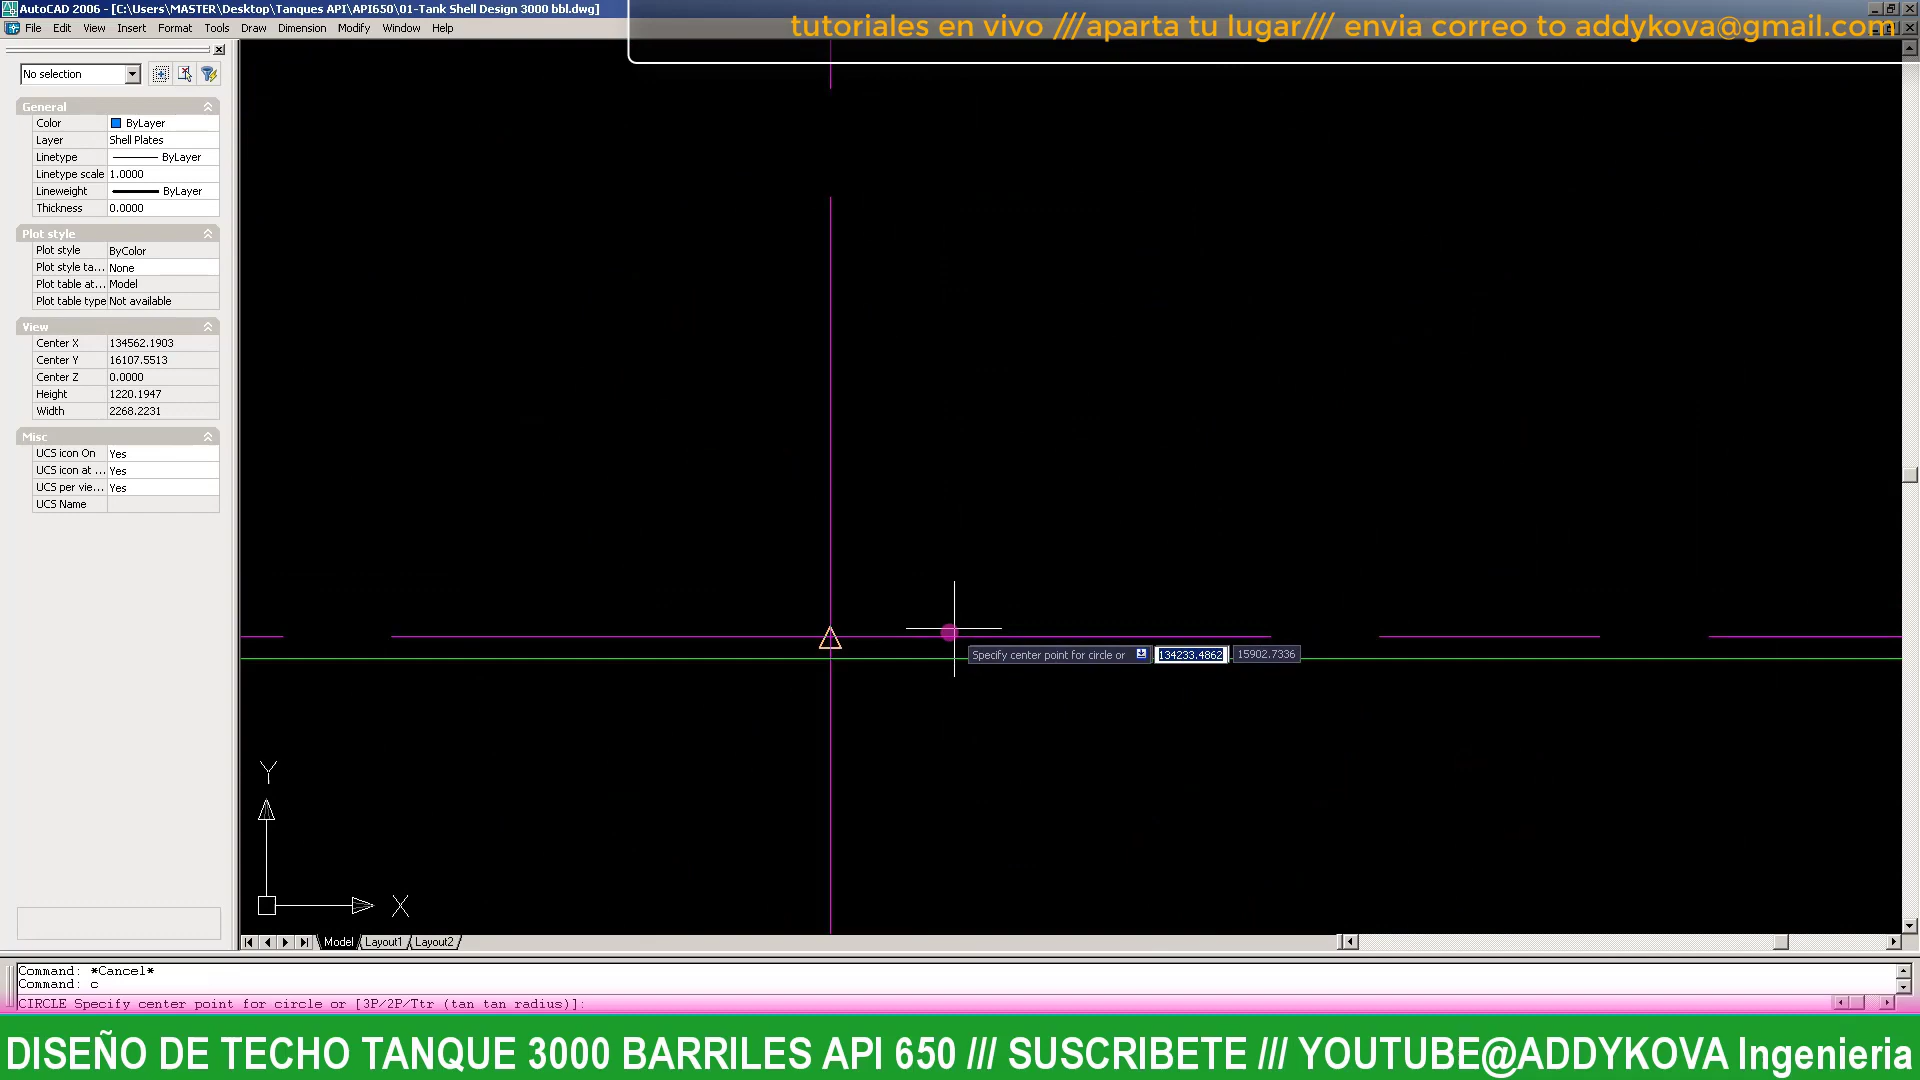 AutoCAD 2006 - [C:\Users\MASTER\Desktop\Tanques API\API650\01-Tank Shell Design 3000 bbl.dwg]
tutoriales en vivo ///aparta tu lugar/// envia correo to addykova@gmail.com
File Edit View Insert Format Tools Draw Dimension Modify Express Window Help
No selection
General
Color ByLayer
Layer Shell Plates
Linetype ByLayer
Linetype scale 1.0000
Lineweight ByLayer
Thickness 0.0000
Plot style
Plot style ByColor
Plot style ta... None
Plot table at... Model
Plot table type Not available
View
Center X 134562.1903
Center Y 16107.5513
Center Z 0.0000
Height 1220.1947
Width 2268.2231
Misc
UCS icon On Yes
UCS icon at ... Yes
UCS per vie... Yes
UCS Name
Specify center point for circle or 134233.4862 15902.7336
Y
X
Model Layout1 Layout2
Command: *Cancel*
Command: c
CIRCLE Specify center point for circle or [3P/2P/Ttr (tan tan radius)]:
DISEÑO DE TECHO TANQUE 3000 BARRILES API 650 /// SUSCRIBETE /// YOUTUBE@ADDYKOVA Ingenieria